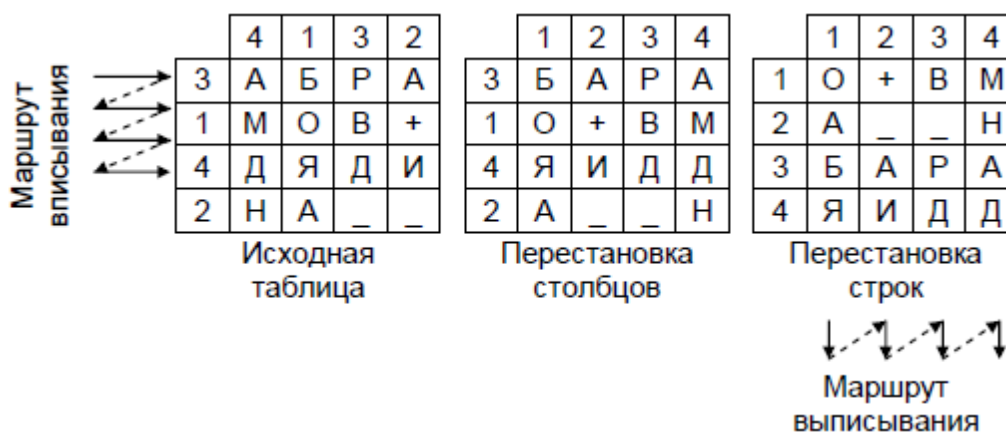 4 1 3 2
3 А Б Р А
1 М О В +
4 Д Я Д И
2 Н А _ _
Исходная
таблица
1 2 3 4
3 Б А Р А
1 О + В М
4 Я И Д Д
2 А _ _ Н
Перестановка
столбцов
1 2 3 4
1 О + В М
2 А _ _ Н
3 Б А Р А
4 Я И Д Д
Перестановка
строк
Маршрут
вписывания
Маршрут
выписывания